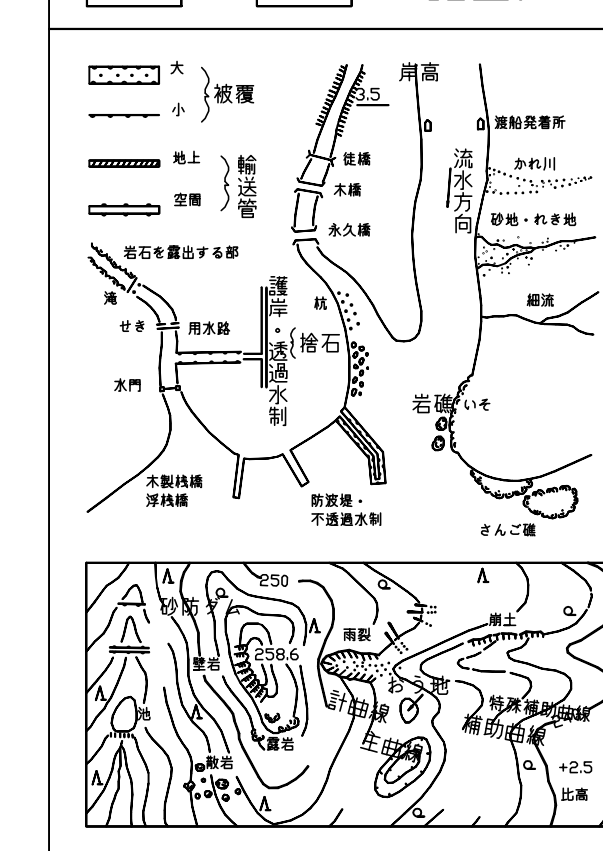 大
被覆
小
地上
輸送管
空間
岸高
3.5
徒橋
木橋
永久橋
渡船発着所
流水方向
かれ川
砂地・れき地
細流
岩石を露出する部
滝
せき
用水路
水門
護岸・透過水制
杭
捨石
岩礁
いそ
木製桟橋
浮桟橋
防波堤・
不透過水制
さんご礁
250
砂防ダム
雨裂
崩土
258.6
壁岩
おう地
池
計曲線
特殊補助曲線
補助曲線
主曲線
露岩
散岩
+2.5
比高